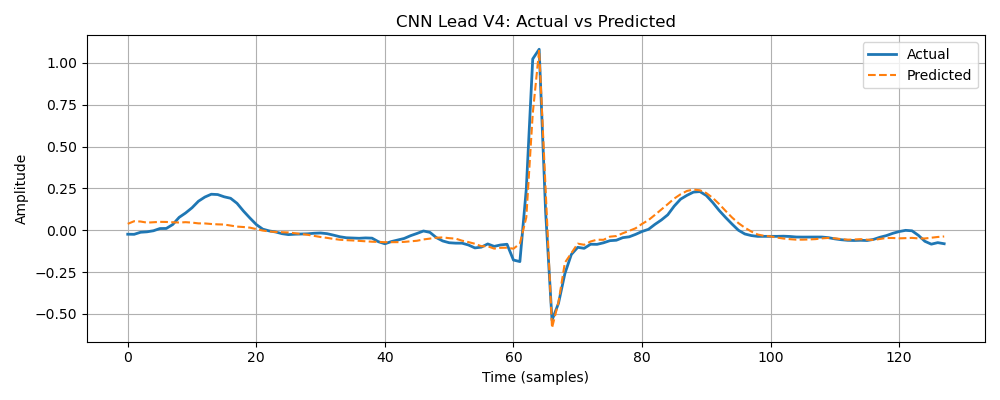 CNN Lead V4: Actual vs Predicted
Actual
Predicted
1.00
0.75
0.50
0.25
0.00
−0.25
−0.50
Amplitude
0 20 40 60 80 100 120
Time (samples)